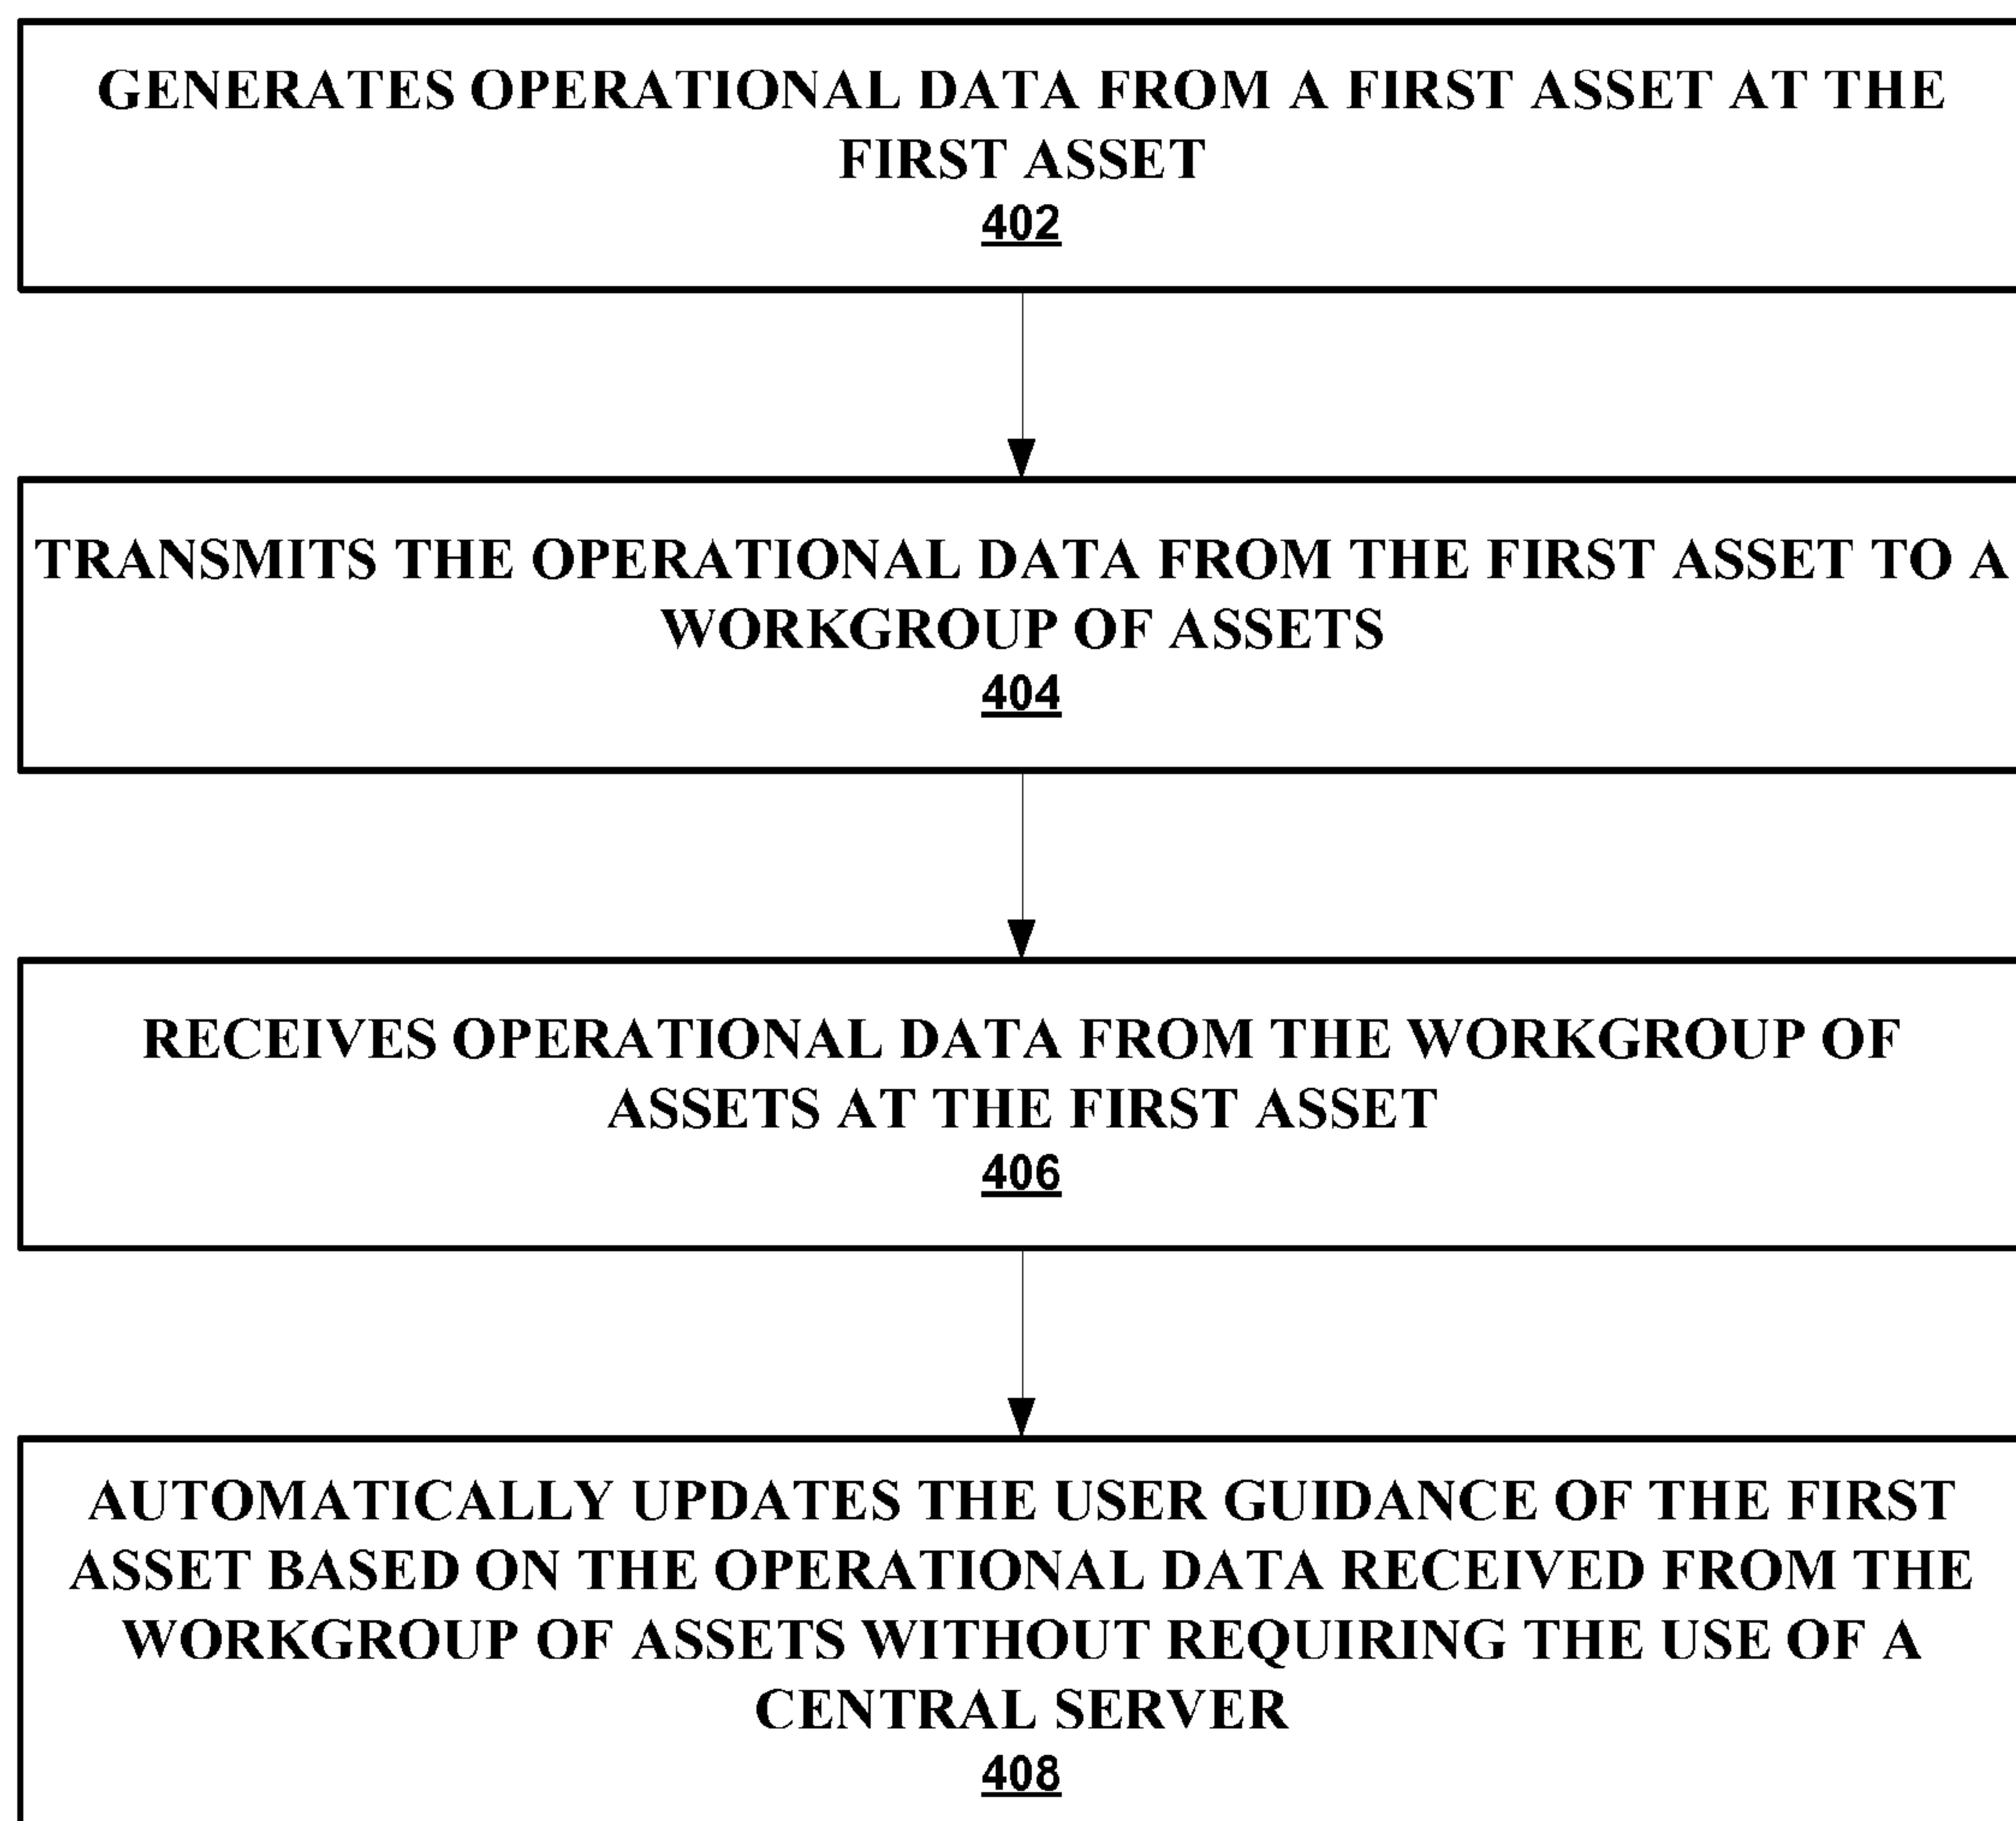 GENERATES OPERATIONAL DATA FROM A FIRST ASSET AT THE
FIRST ASSET
402
TRANSMITS THE OPERATIONAL DATA FROM THE FIRST ASSET TO A
WORKGROUP OF ASSETS
404
RECEIVES OPERATIONAL DATA FROM THE WORKGROUP OF
ASSETS AT THE FIRST ASSET
406
AUTOMATICALLY UPDATES THE USER GUIDANCE OF THE FIRST
ASSET BASED ON THE OPERATIONAL DATA RECEIVED FROM THE
WORKGROUP OF ASSETS WITHOUT REQUIRING THE USE OF A
CENTRAL SERVER
408